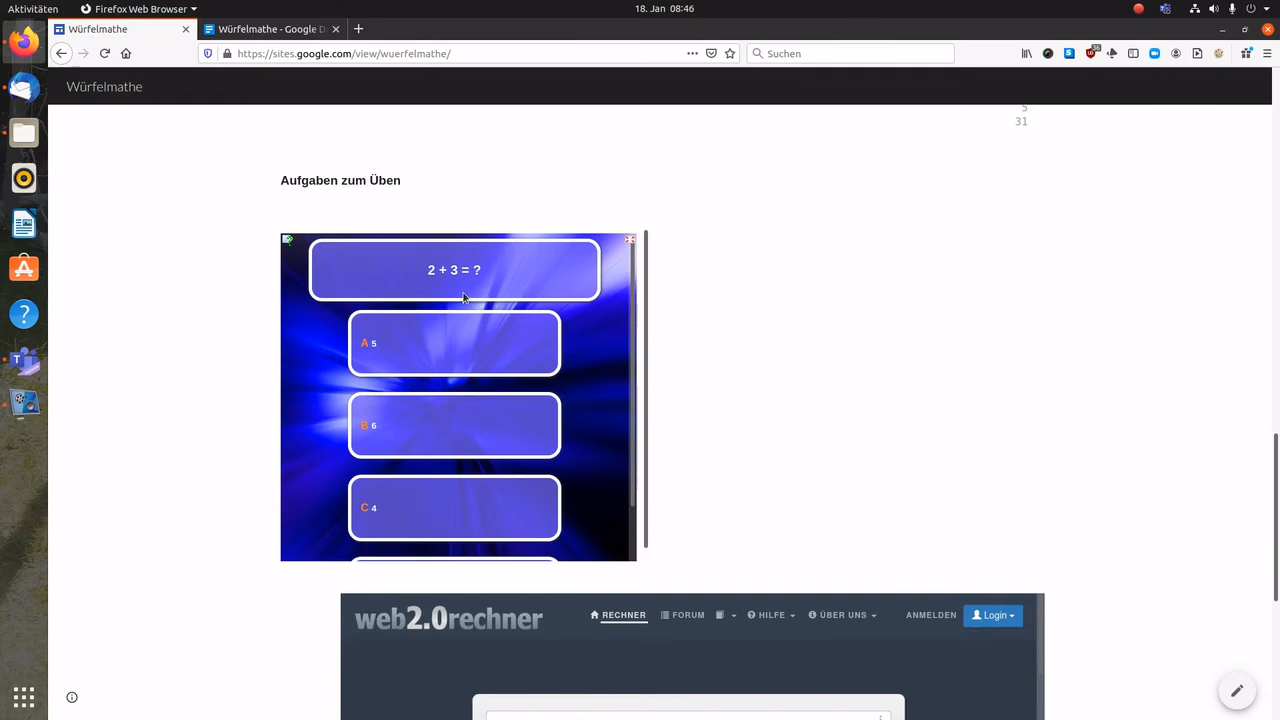 Aktivitäten
Firefox Web Browser
18. Jan 08:46
Würfelmathe
Würfelmathe - Google D
https://sites.google.com/view/wuerfelmathe/
Suchen
36
Würfelmathe
5
31
Aufgaben zum Üben
2 + 3 = ?
A 5
B 6
C 4
web2.0rechner
RECHNER
FORUM
HILFE
ÜBER UNS
ANMELDEN
Login